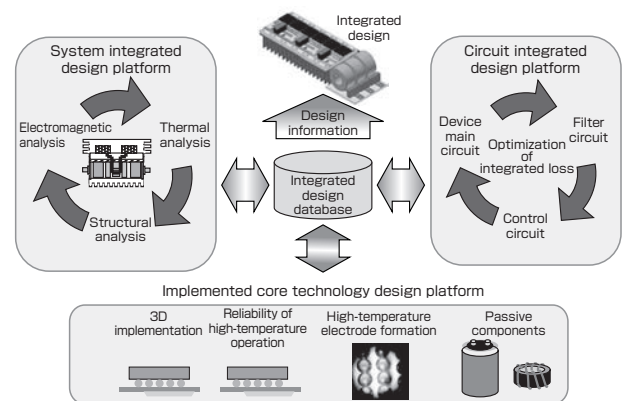 Integrated
design
System integrated
design platform
Electromagnetic
analysis
Thermal
analysis
Structural
analysis
Design
information
Integrated
design
database
Circuit integrated
design platform
Device
main
circuit
Filter
circuit
Optimization
of
integrated loss
Control
circuit
Implemented core technology design platform
3D
implementation
Reliability of
high-temperature
operation
High-temperature
electrode formation
Passive
components